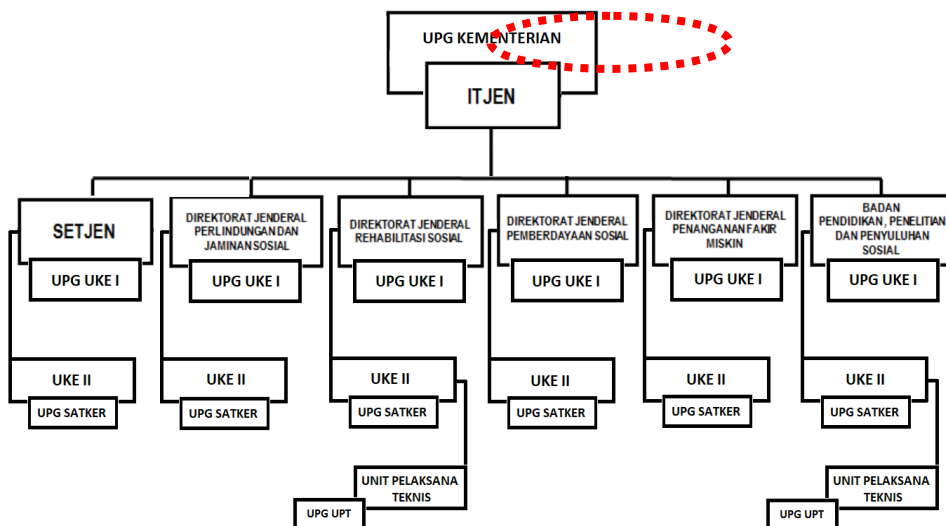 UPG KEMENTERIAN
ITJEN
SETJEN
UPG UKE I
DIREKTORAT JENDERAL
PERLINDUNGAN DAN
JAMINAN SOSIAL
UPG UKE I
DIREKTORAT JENDERAL
REHABILITASI SOSIAL
UPG UKE I
DIREKTORAT JENDERAL
PEMBERDAYAAN SOSIAL
UPG UKE I
DIREKTORAT JENDERAL
PENANGANAN FAKIR
MISKIN
UPG UKE I
BADAN
PENDIDIKAN, PENELITIAN
DAN PENYULUHAN
SOSIAL
UPG UKE I
UKE II
UPG SATKER
UKE II
UPG SATKER
UKE II
UPG SATKER
UKE II
UPG SATKER
UKE II
UPG SATKER
UKE II
UPG SATKER
UNIT PELAKSANA
TEKNIS
UPG UPT
UNIT PELAKSANA
TEKNIS
UPG UPT